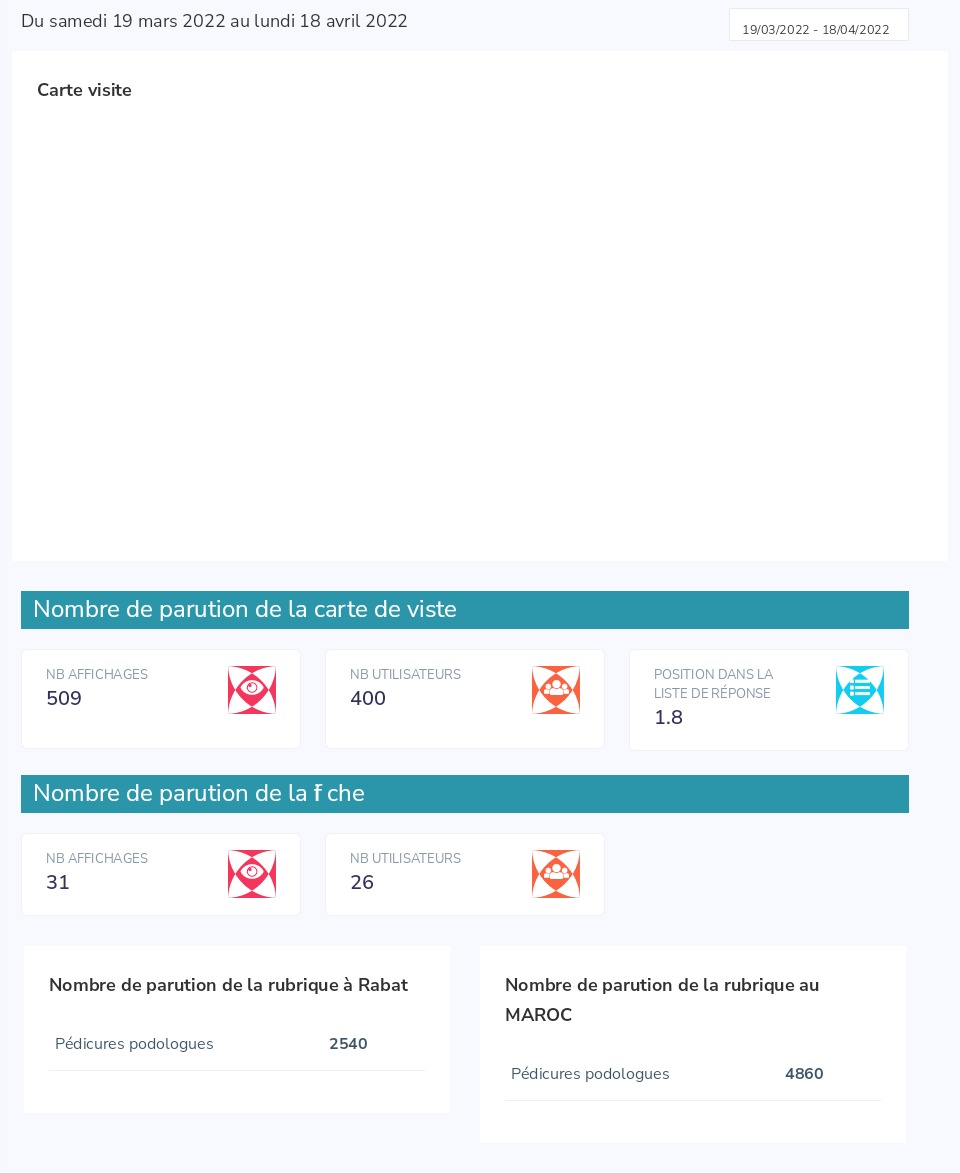 Du samedi 19 mars 2022 au lundi 18 avril 2022
19/03/2022 - 18/04/2022
Carte visite
Nombre de parution de la carte de viste
NB AFFICHAGES
509
NB UTILISATEURS
400
POSITION DANS LA
LISTE DE RÉPONSE
1.8
Nombre de parution de la f che
NB AFFICHAGES
31
NB UTILISATEURS
26
Nombre de parution de la rubrique à Rabat
Pédicures podologues 2540
Nombre de parution de la rubrique au
MAROC
Pédicures podologues 4860